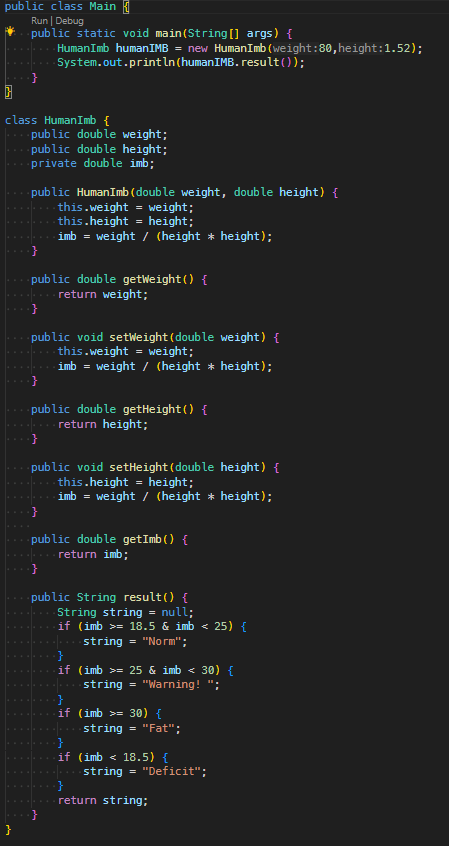 public class Main {
Run | Debug
public static void main(String[] args) {
HumanImb humanIMB = new HumanImb(weight:80,height:1.52);
System.out.println(humanIMB.result());
}
}
class HumanImb {
public double weight;
public double height;
private double imb;
public HumanImb(double weight, double height) {
this.weight = weight;
this.height = height;
imb = weight / (height * height);
}
public double getWeight() {
return weight;
}
public void setWeight(double weight) {
this.weight = weight;
imb = weight / (height * height);
}
public double getHeight() {
return height;
}
public void setHeight(double height) {
this.height = height;
imb = weight / (height * height);
}
public double getImb() {
return imb;
}
public String result() {
String string = null;
if (imb >= 18.5 & imb < 25) {
string = "Norm";
}
if (imb >= 25 & imb < 30) {
string = "Warning! ";
}
if (imb >= 30) {
string = "Fat";
}
if (imb < 18.5) {
string = "Deficit";
}
return string;
}
}